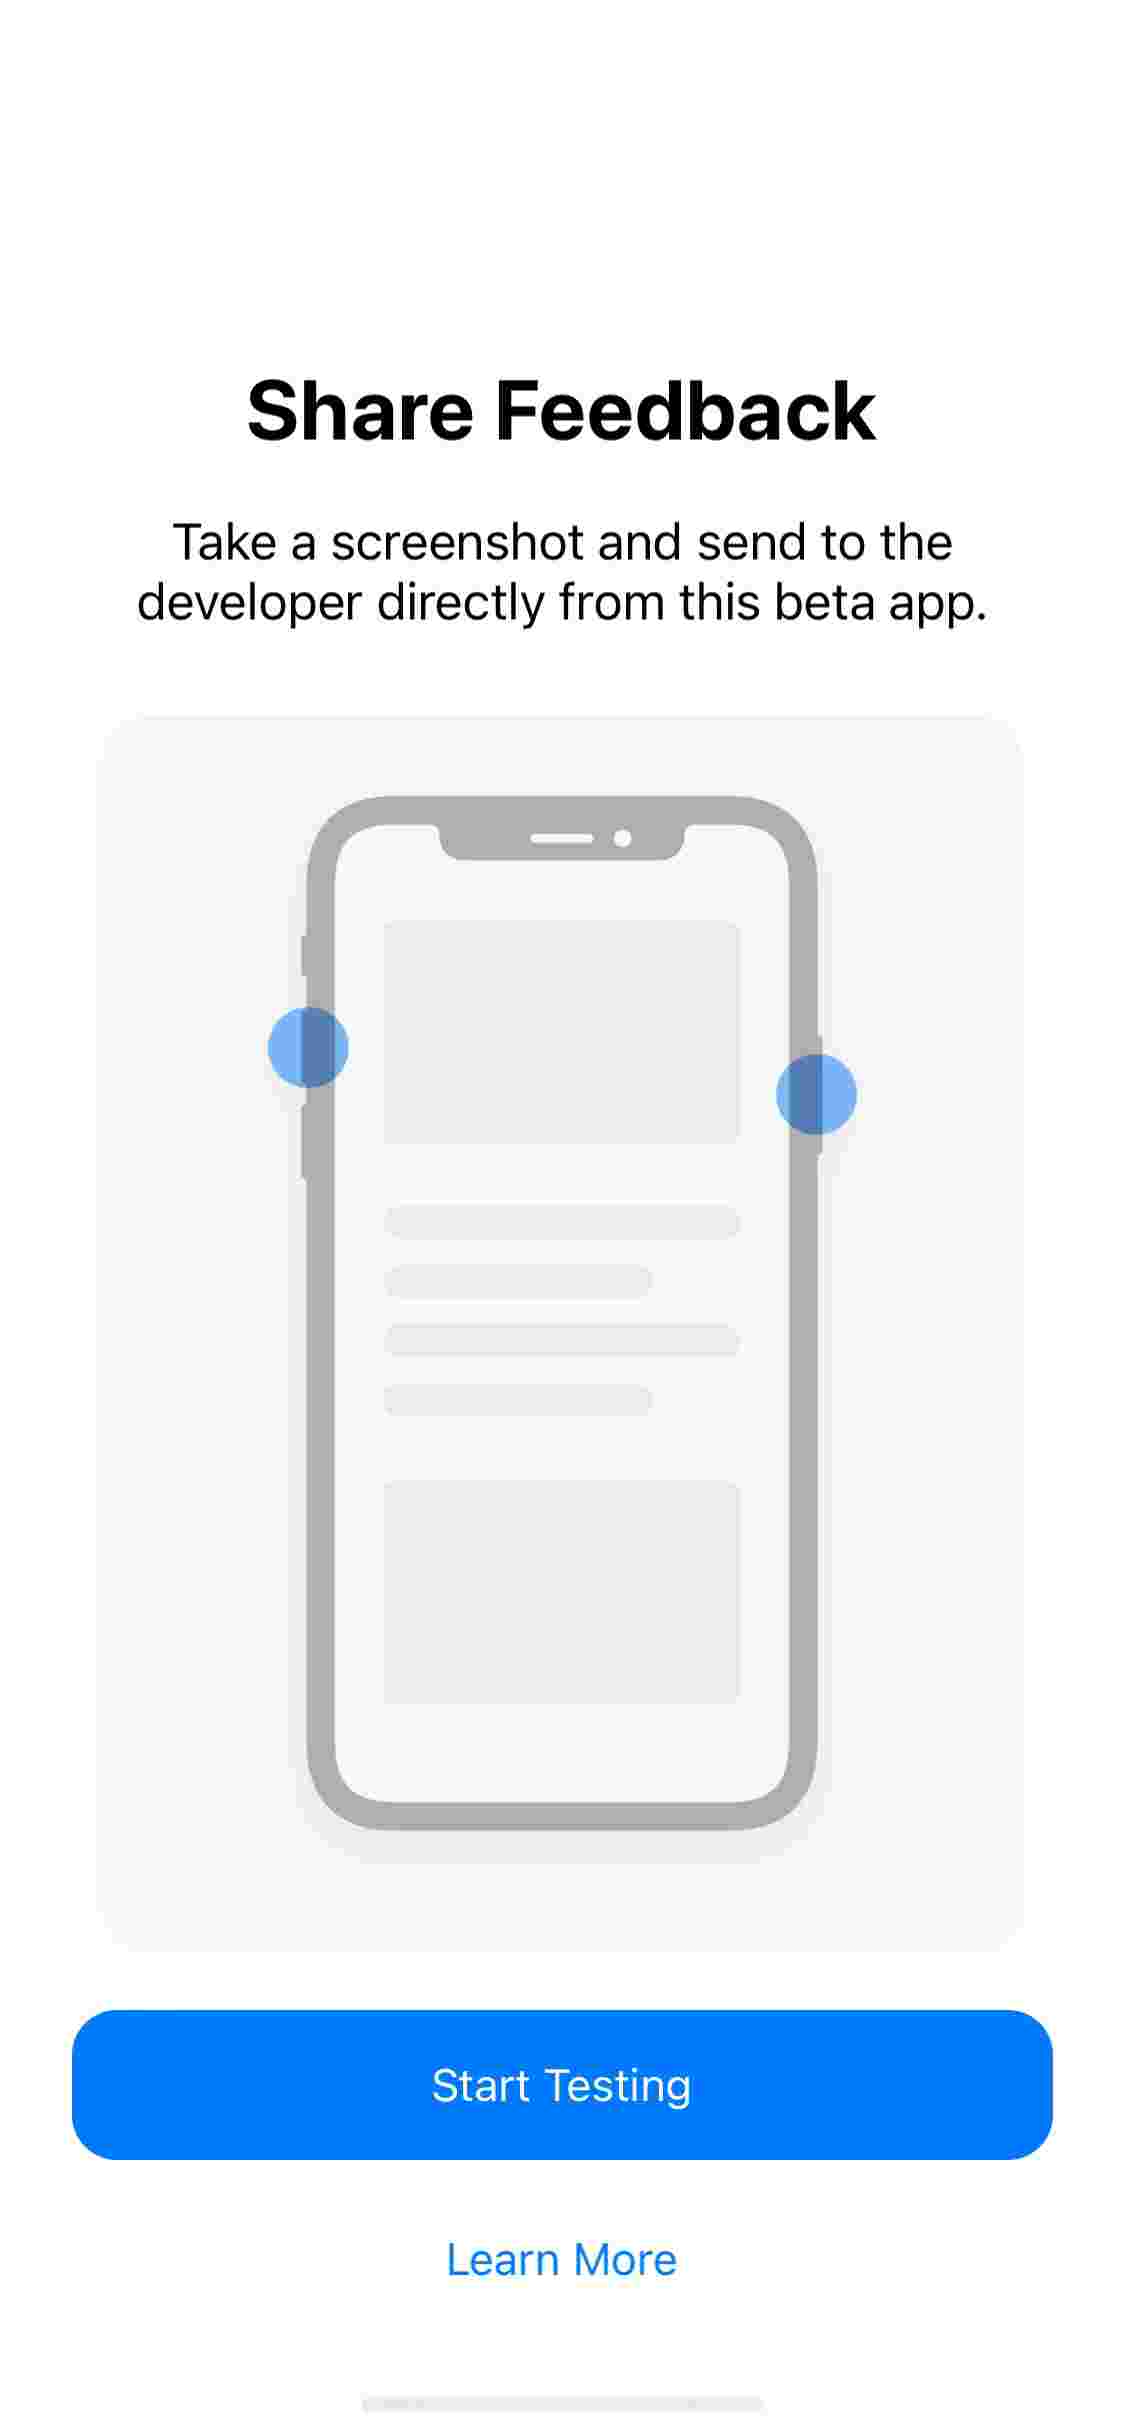 Share Feedback
Take a screenshot and send to the
developer directly from this beta app.
Start Testing
Learn More